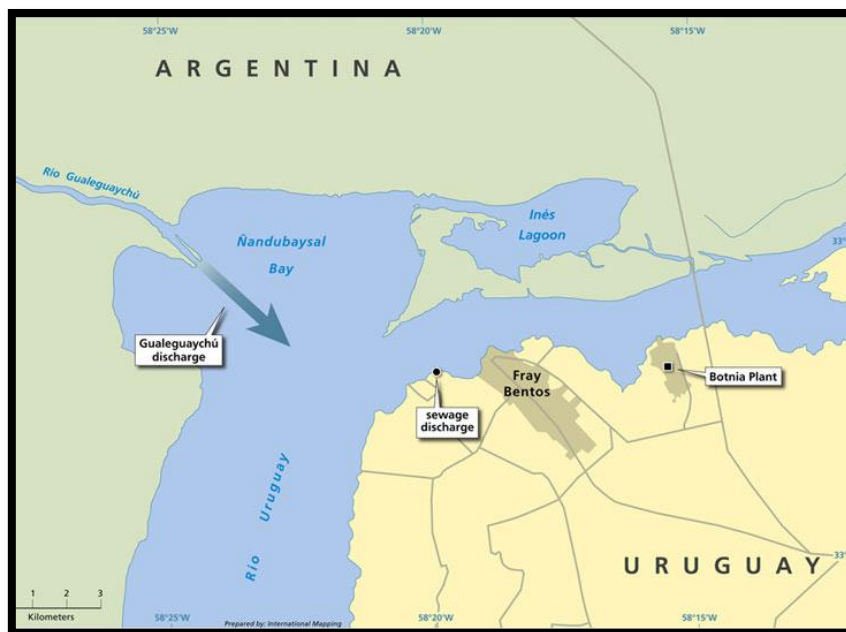 58°25'W
58°20'W
58°15'W
ARGENTINA
Río Gualeguaychú
Inés
Lagoon
Ñandubaysal
Bay
33°
Gualeguaychú
discharge
Fray
Bentos
Botnia Plant
sewage
discharge
Río Uruguay
33°
URUGUAY
1 2 3
Kilometers
58°25'W
Prepared by: International Mapping
58°20'W
58°15'W